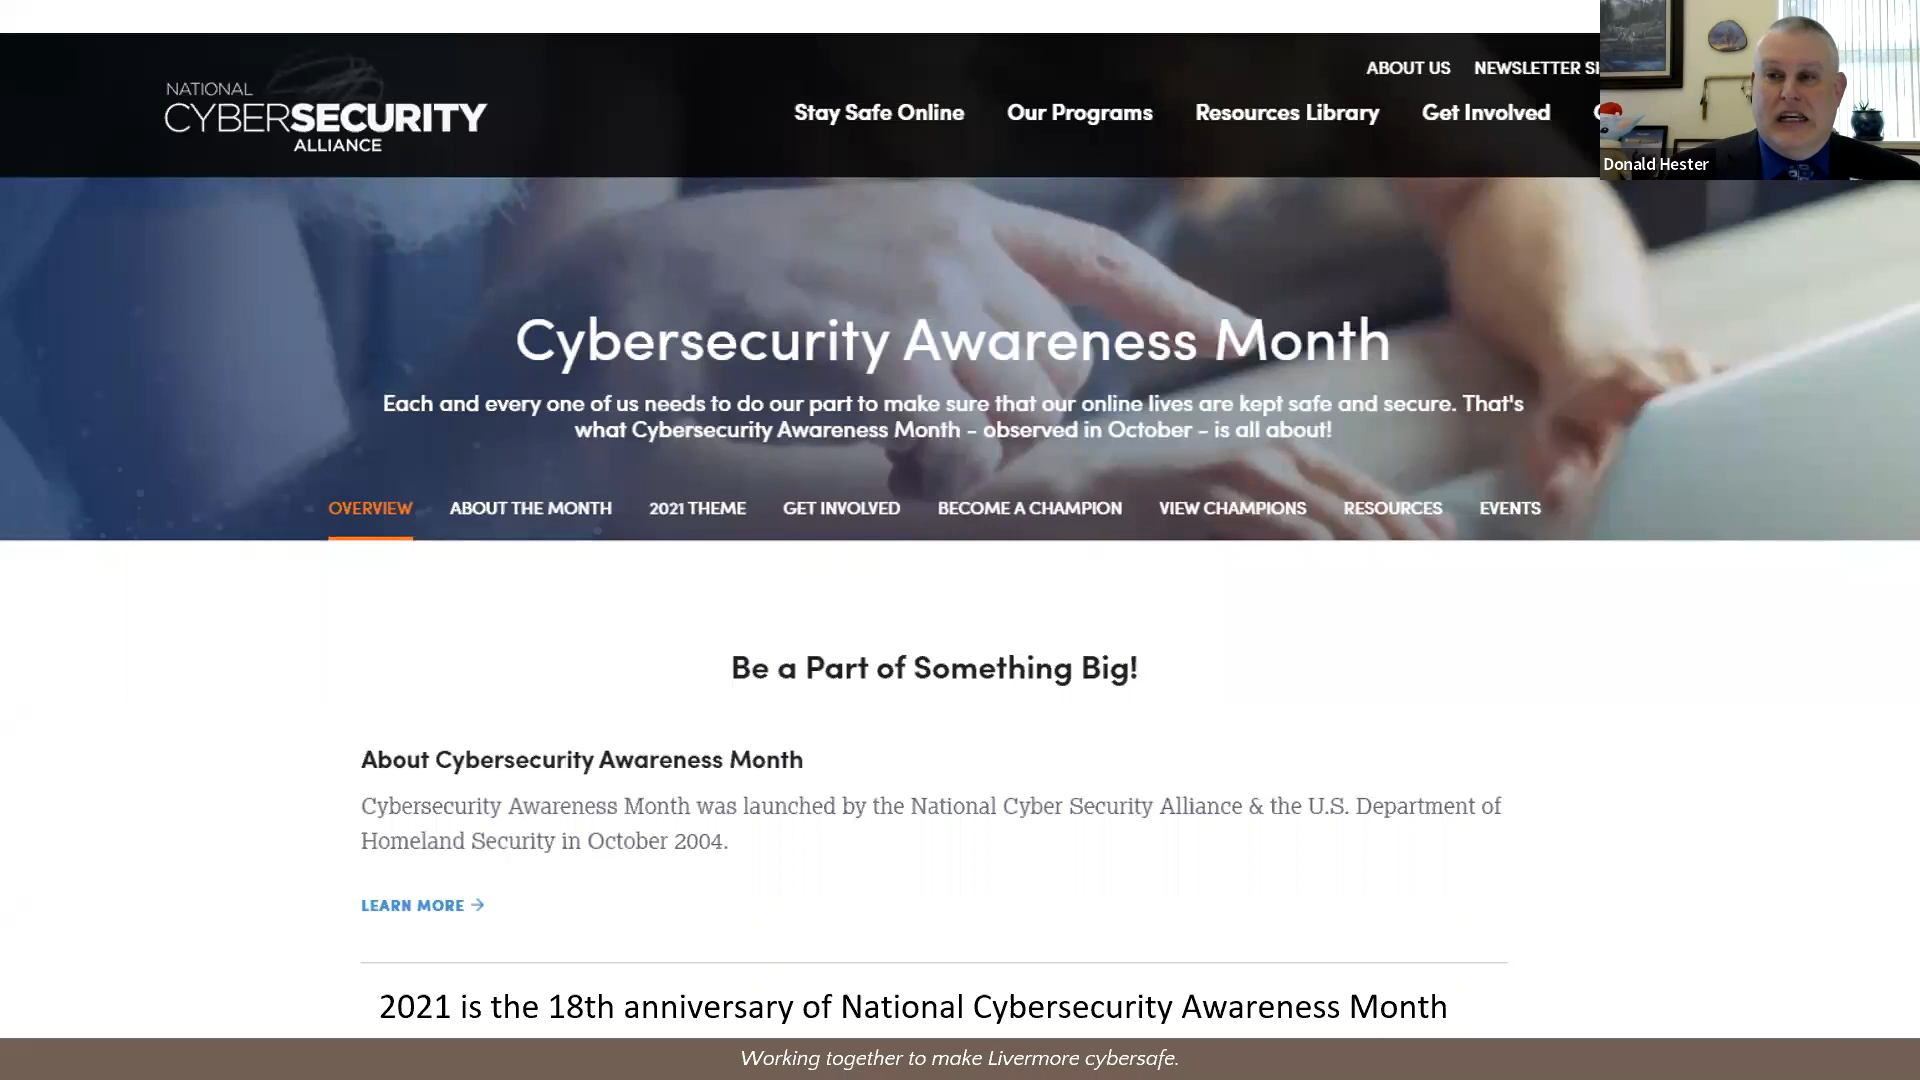 ABOUT US NEWSLETTER
NATIONAL
CYBERSECURITY
ALLIANCE
Stay Safe Online Our Programs Resources Library Get Involved
Donald Hester
Cybersecurity Awareness Month
Each and every one of us needs to do our part to make sure that our online lives are kept safe and secure. That's
what Cybersecurity Awareness Month - observed in October - is all about!
OVERVIEW ABOUT THE MONTH 2021 THEME GET INVOLVED BECOME A CHAMPION VIEW CHAMPIONS RESOURCES EVENTS
Be a Part of Something Big!
About Cybersecurity Awareness Month
Cybersecurity Awareness Month was launched by the National Cyber Security Alliance & the U.S. Department of
Homeland Security in October 2004.
LEARN MORE →
2021 is the 18th anniversary of National Cybersecurity Awareness Month
Working together to make Livermore cybersafe.